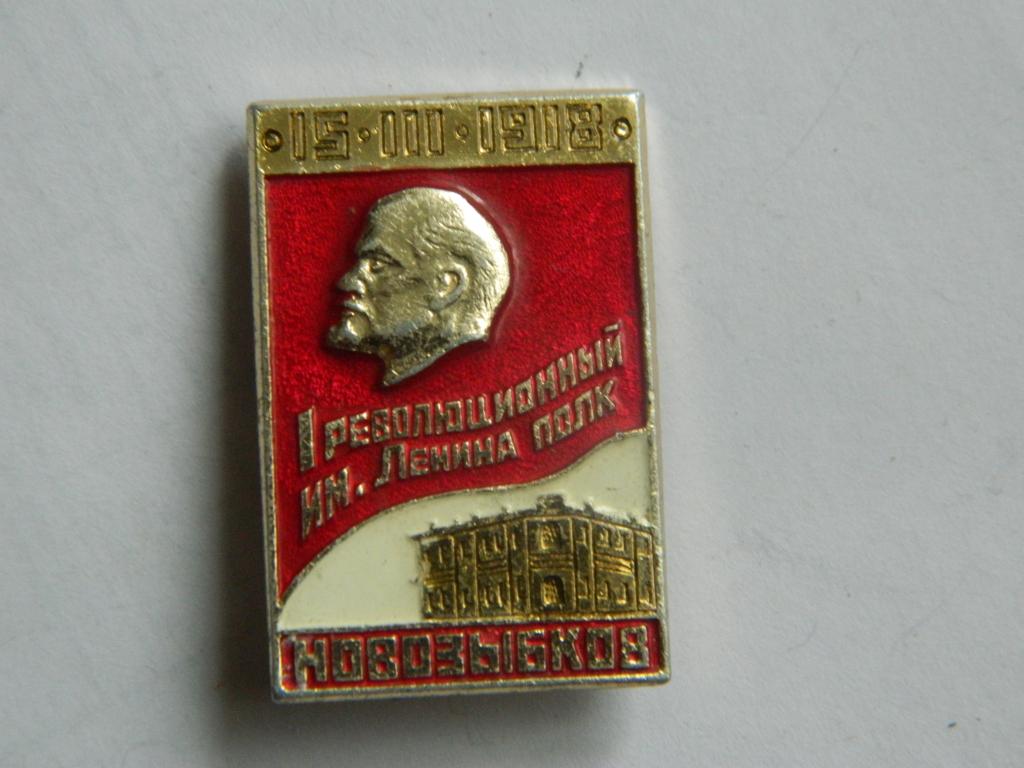 · 15 · III · 1918 ·
I РЕВОЛЮЦИОННЫЙ
ИМ. ЛЕНИНА ПОЛК
НОВОЗЫБКОВ